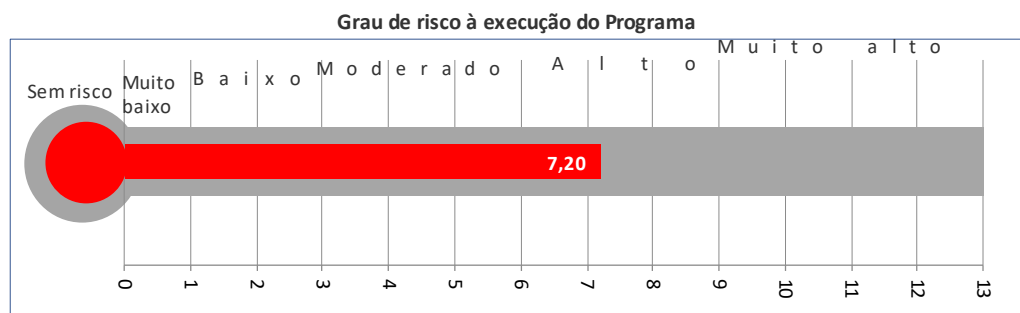 Grau de risco à execução do Programa
Muito alto
Baixo Moderado Alto
Sem risco Muito
baixo
7,20
0 1 2 3 4 5 6 7 8 9 10 11 12 13